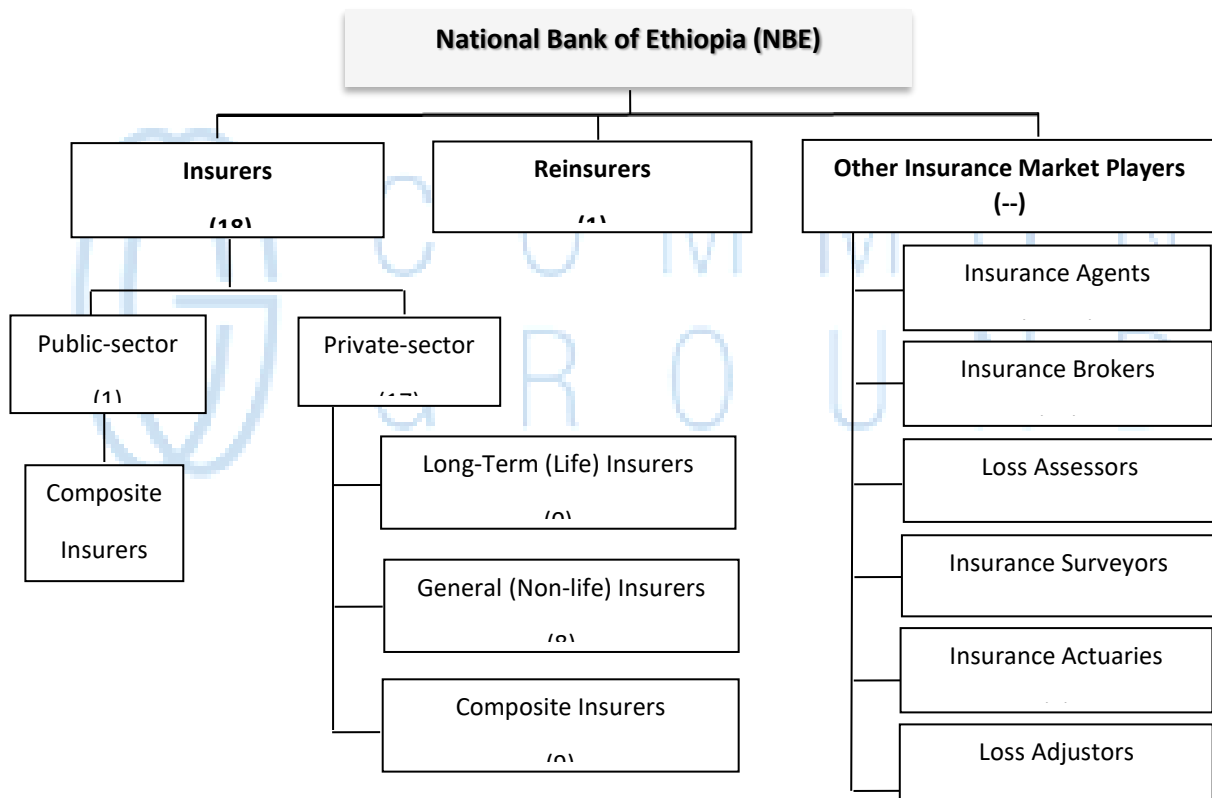 National Bank of Ethiopia (NBE)
Insurers
(18)
Reinsurers
(1)
Other Insurance Market Players
(--)
Public-sector
(1)
Composite
Insurers
Private-sector
(17)
Long-Term (Life) Insurers
General (Non-life) Insurers
(8)
Composite Insurers
Insurance Agents
Insurance Brokers
Loss Assessors
Insurance Surveyors
Insurance Actuaries
Loss Adjustors
C O M M O N
G R O U N D